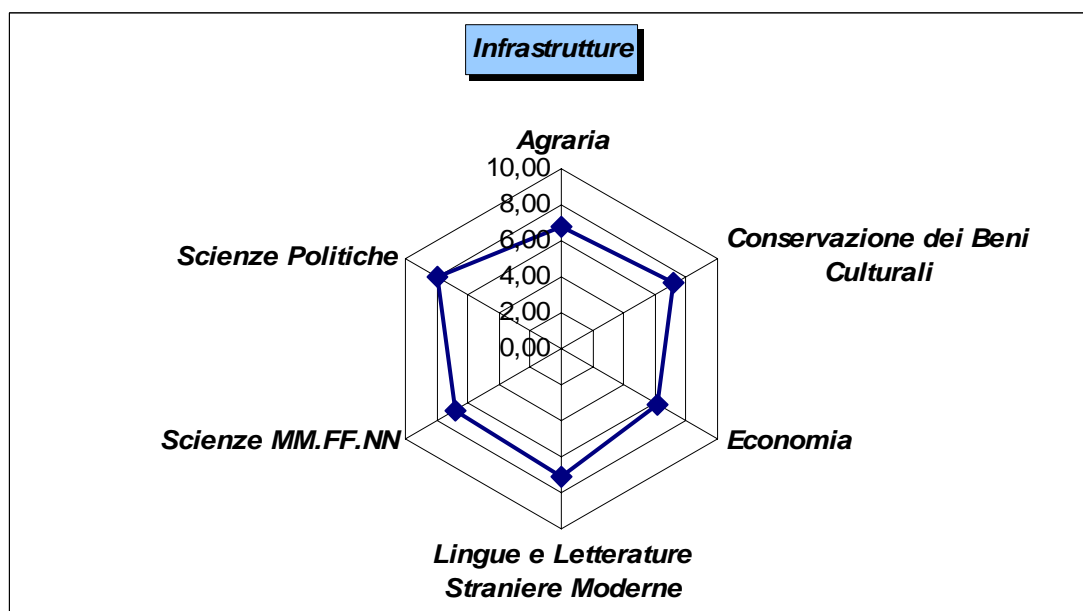 Infrastrutture
Agraria
10,00
8,00
6,00
4,00
2,00
0,00
Conservazione dei Beni
Culturali
Economia
Lingue e Letterature
Straniere Moderne
Scienze MM.FF.NN
Scienze Politiche